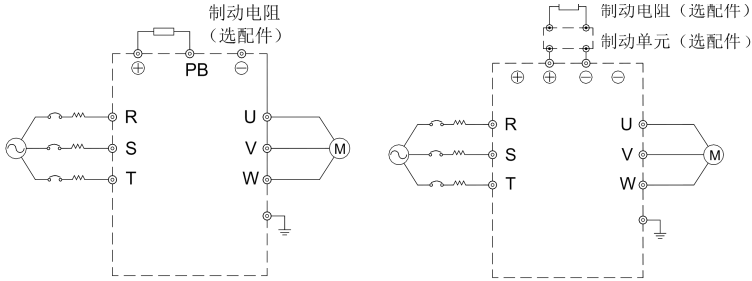 制动电阻
（选配件）
⊕ PB ⊖
R U
S V M
T W
制动电阻（选配件）
制动单元（选配件）
⊕ ⊕ ⊖ ⊖
R U
S V M
T W